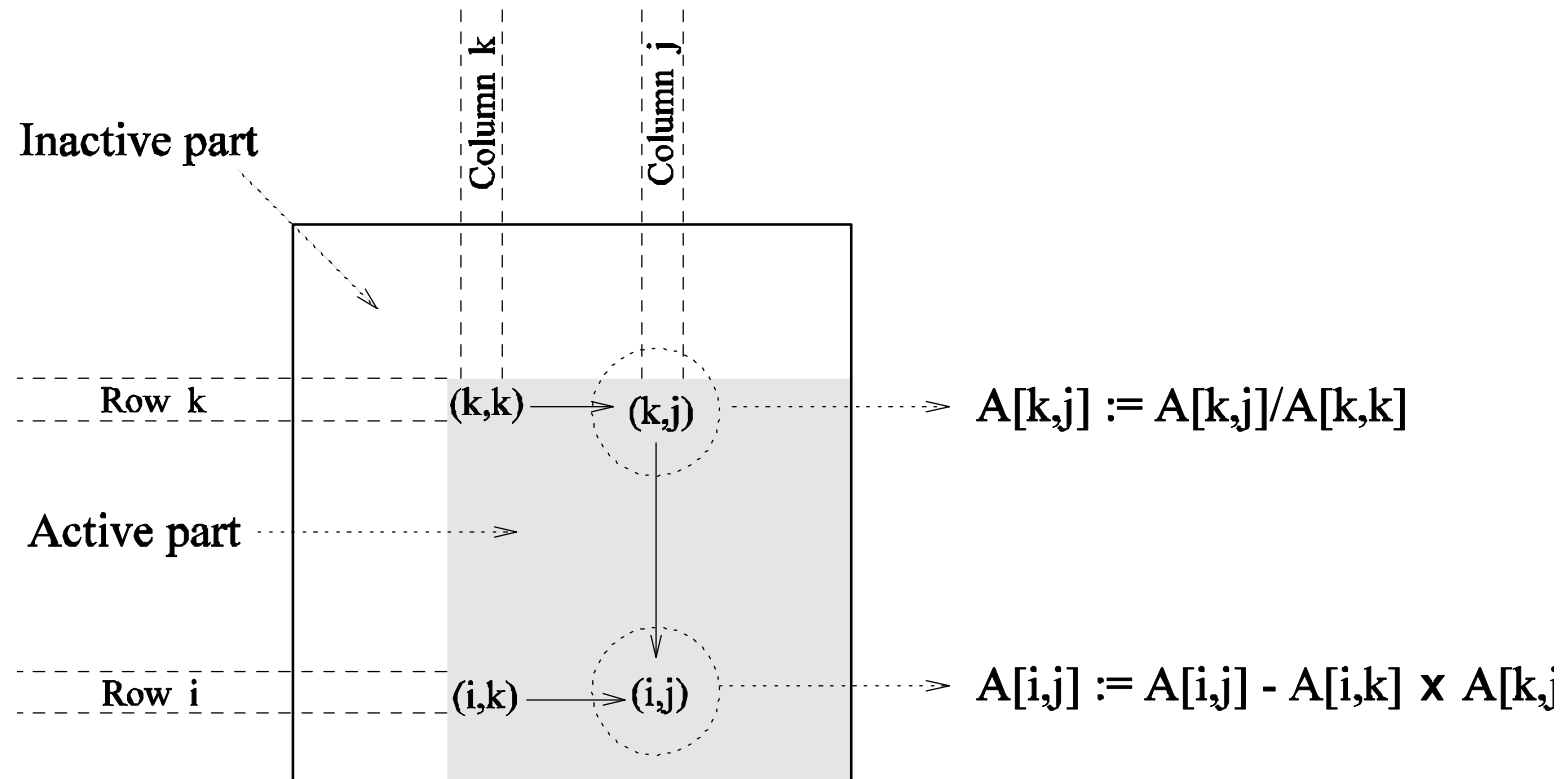 Column k
Column j
Inactive part
Row k
(k,k)
(k,j)
A[k,j] := A[k,j]/A[k,k]
Active part
Row i
(i,k)
(i,j)
A[i,j] := A[i,j] - A[i,k] x A[k,j